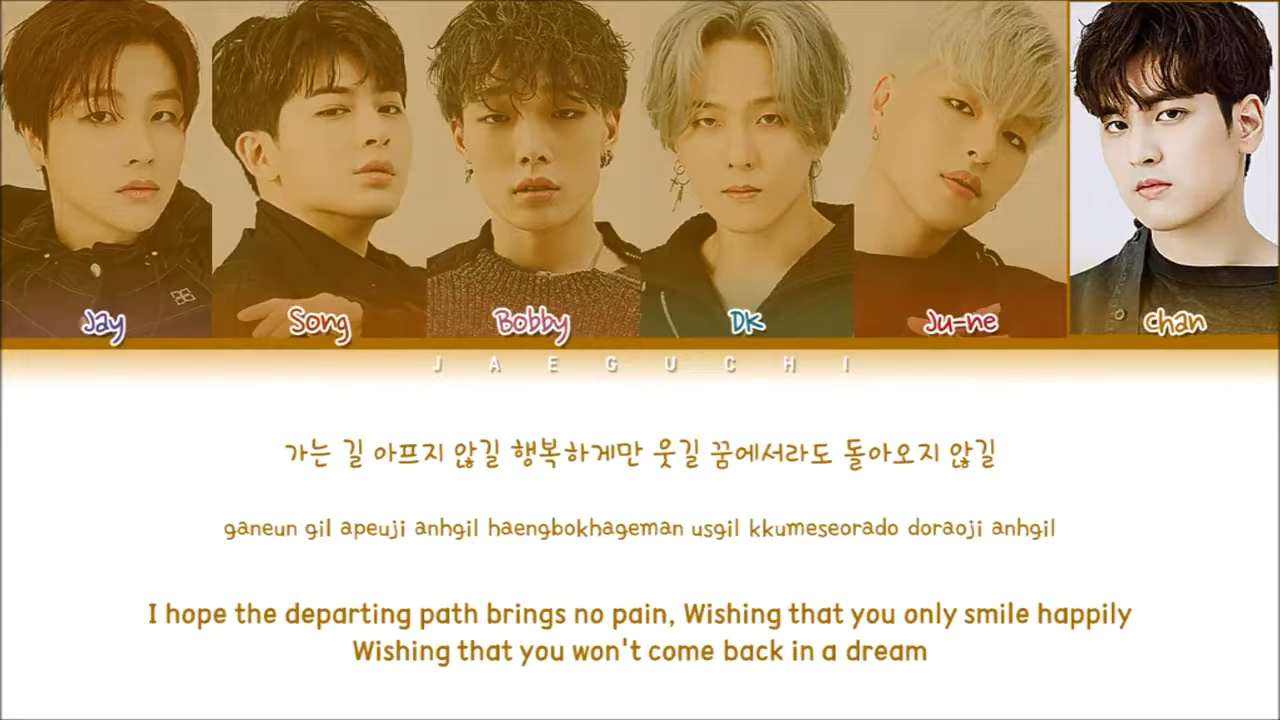 Jay
Song
Bobby
DK
Ju-ne
chan
J A E G U C H I
가는 길 아프지 않길 행복하게만 웃길 꿈에서라도 돌아오지 않길
ganeun gil apeuji anhgil haengbokhageman usgil kkumeseorado doraoji anhgil
I hope the departing path brings no pain, Wishing that you only smile happily
Wishing that you won't come back in a dream